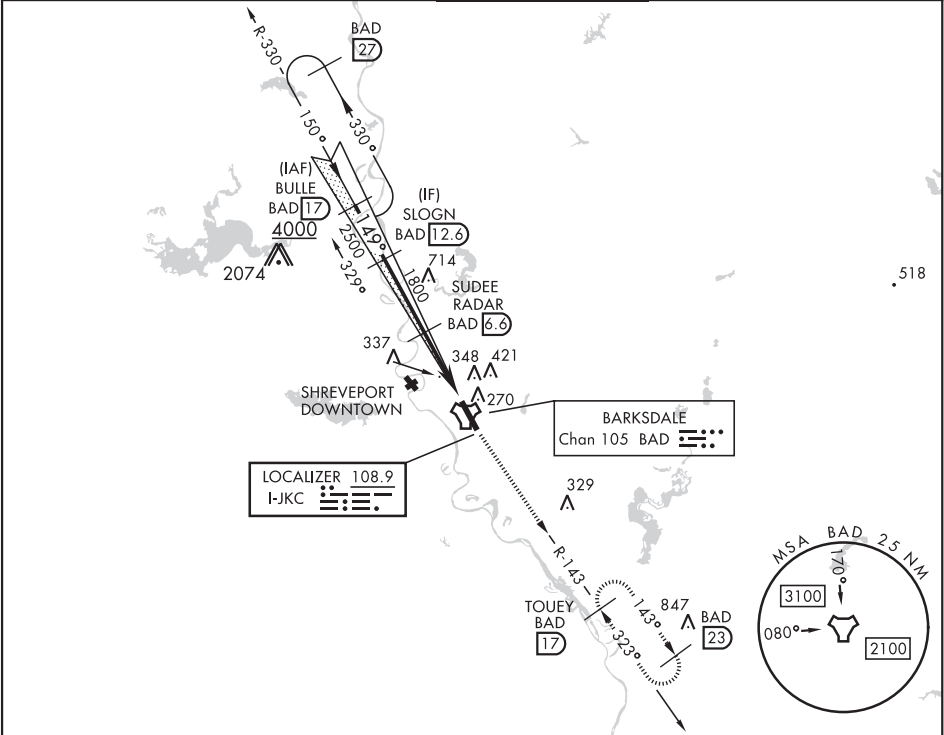 R-330
BAD
27
150°
330°
(IAF)
BULLE
BAD 17
4000
2074
149°
2500
329°
(IF)
SLOGN
BAD 12.6
714
1800
SUDEE
RADAR
BAD 6.6
518
337
348
421
270
SHREVEPORT
DOWNTOWN
BARKSDALE
Chan 105 BAD
LOCALIZER 108.9
I-JKC
329
R-143
TOUEY
BAD
17
143°
323°
847
BAD
23
MSA BAD 25 NM
170°
3100
080°
2100